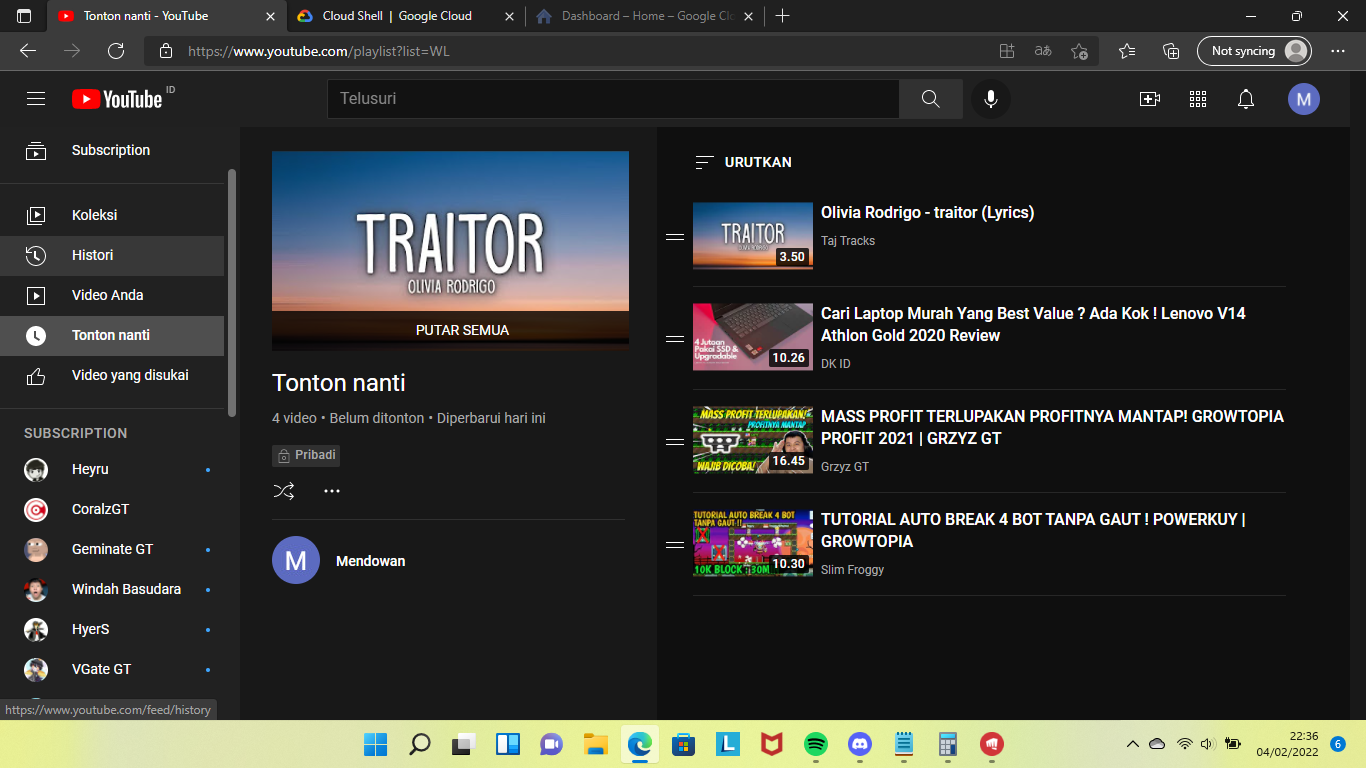 Tonton nanti - YouTube
Cloud Shell | Google Cloud
Dashboard – Home – Google Clo
https://www.youtube.com/playlist?list=WL
Not syncing
YouTube ID
Telusuri
M
Subscription
Koleksi
Histori
Video Anda
Tonton nanti
Video yang disukai
SUBSCRIPTION
Heyru
CoralzGT
Geminate GT
Windah Basudara
HyerS
VGate GT
https://www.youtube.com/feed/history
TRAITOR
OLIVIA RODRIGO
PUTAR SEMUA
Tonton nanti
4 video • Belum ditonton • Diperbarui hari ini
Pribadi
M
Mendowan
URUTKAN
TRAITOR
OLIVIA RODRIGO
3.50
Olivia Rodrigo - traitor (Lyrics)
Taj Tracks
4 Jutaan
Pakai SSD &
Upgradable
10.26
Cari Laptop Murah Yang Best Value ? Ada Kok ! Lenovo V14
Athlon Gold 2020 Review
DK ID
MASS PROFIT TERLUPAKAN!
PROFITNYA MANTAP
WAJIB DICOBA!
16.45
MASS PROFIT TERLUPAKAN PROFITNYA MANTAP! GROWTOPIA
PROFIT 2021 | GRZYZ GT
Grzyz GT
TUTORIAL AUTO BREAK 4 BOT
TANPA GAUT !!
10K BLOCK : 30M
10.30
TUTORIAL AUTO BREAK 4 BOT TANPA GAUT ! POWERKUY |
GROWTOPIA
Slim Froggy
L
22:36
04/02/2022
6